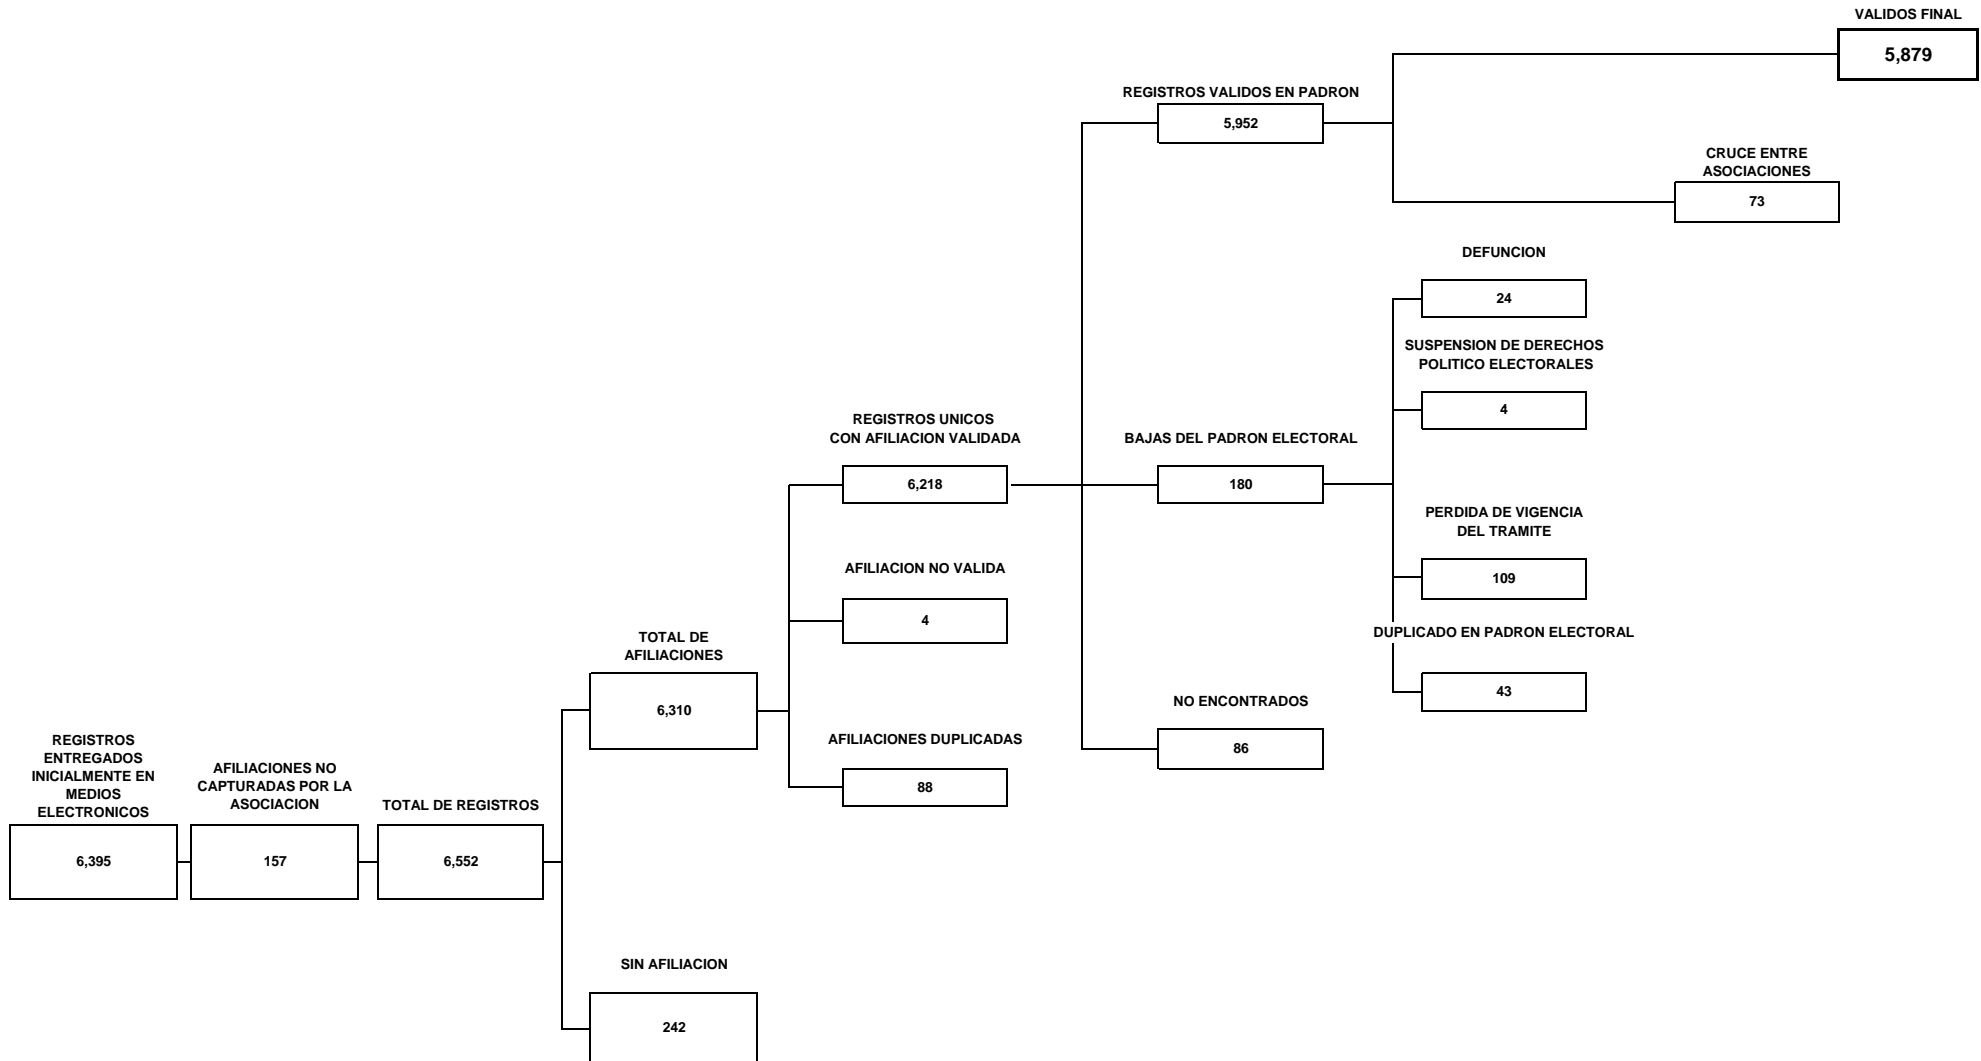 VALIDOS FINAL
5,879
REGISTROS VALIDOS EN PADRON
5,952
CRUCE ENTRE
ASOCIACIONES
73
DEFUNCION
24
SUSPENSION DE DERECHOS
POLITICO ELECTORALES
4
REGISTROS UNICOS
CON AFILIACION VALIDADA
6,218
BAJAS DEL PADRON ELECTORAL
180
PERDIDA DE VIGENCIA
DEL TRAMITE
109
AFILIACION NO VALIDA
4
DUPLICADO EN PADRON ELECTORAL
43
TOTAL DE
AFILIACIONES
6,310
NO ENCONTRADOS
86
AFILIACIONES DUPLICADAS
88
REGISTROS
ENTREGADOS
INICIALMENTE EN
MEDIOS
ELECTRONICOS
6,395
AFILIACIONES NO
CAPTURADAS POR LA
ASOCIACION
157
TOTAL DE REGISTROS
6,552
SIN AFILIACION
242